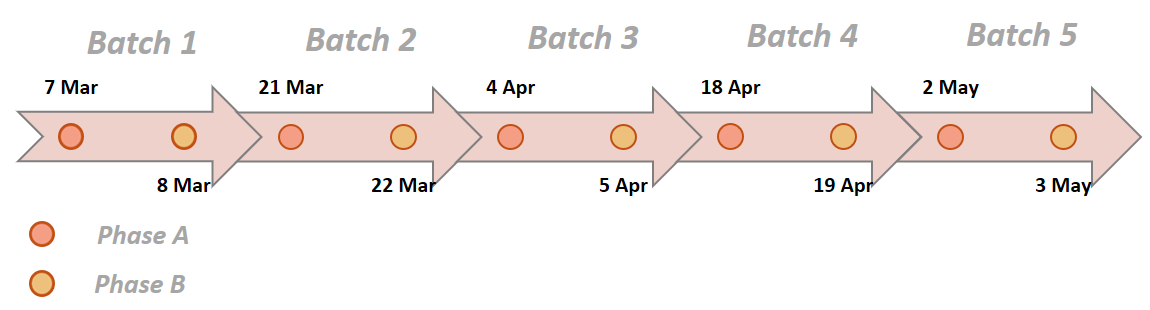 Batch 1
Batch 2
Batch 3
Batch 4
Batch 5
7 Mar
21 Mar
4 Apr
18 Apr
2 May
8 Mar
22 Mar
5 Apr
19 Apr
3 May
Phase A
Phase B